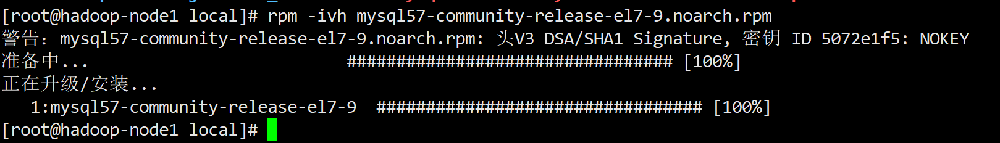 [root@hadoop-node1 local]# rpm -ivh mysql57-community-release-el7-9.noarch.rpm
警告：mysql57-community-release-el7-9.noarch.rpm: 头V3 DSA/SHA1 Signature, 密钥 ID 5072e1f5: NOKEY
准备中... ################################# [100%]
正在升级/安装...
1:mysql57-community-release-el7-9 ################################# [100%]
[root@hadoop-node1 local]#